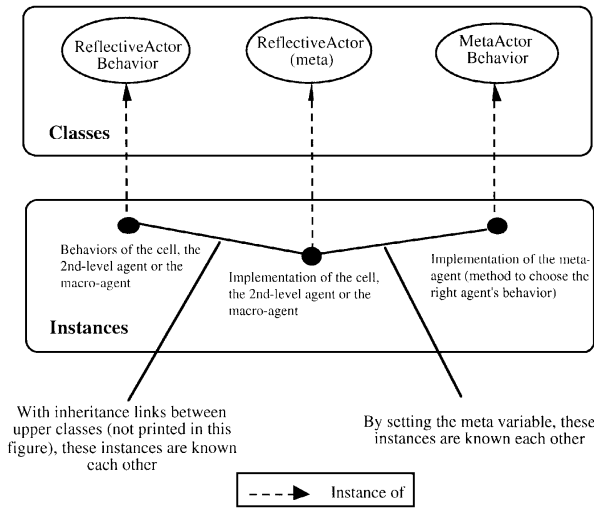 ReflectiveActor
Behavior
ReflectiveActor
(meta)
MetaActor
Behavior
Classes
Behaviors of the cell, the
2nd-level agent or the
macro-agent
Implementation of the cell,
the 2nd-level agent or the
macro-agent
Implementation of the meta-
agent (method to choose the
right agent's behavior)
Instances
With inheritance links between
upper classes (not printed in this
figure), these instances are known
each other
By setting the meta variable, these
instances are known each other
Instance of